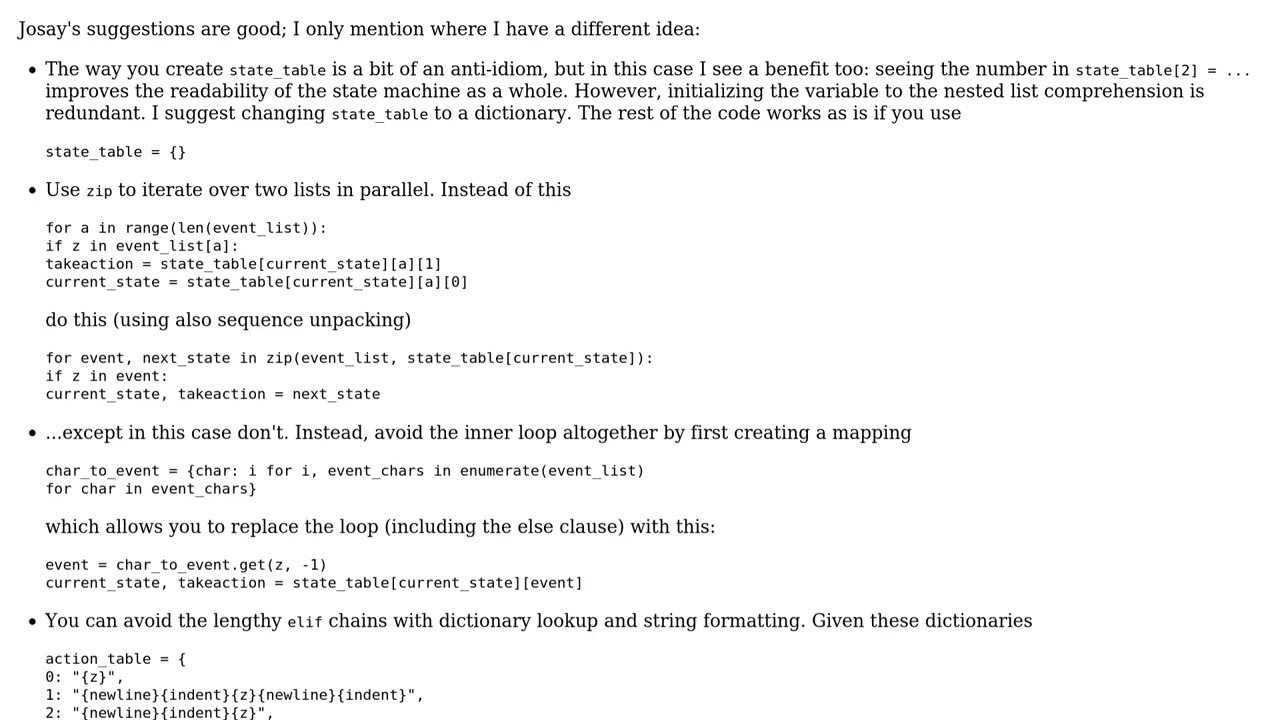 Josay's suggestions are good; I only mention where I have a different idea:
• The way you create state_table is a bit of an anti-idiom, but in this case I see a benefit too: seeing the number in state_table[2] = ...
improves the readability of the state machine as a whole. However, initializing the variable to the nested list comprehension is
redundant. I suggest changing state_table to a dictionary. The rest of the code works as is if you use
state_table = {}
• Use zip to iterate over two lists in parallel. Instead of this
for a in range(len(event_list)):
if z in event_list[a]:
takeaction = state_table[current_state][a][1]
current_state = state_table[current_state][a][0]
do this (using also sequence unpacking)
for event, next_state in zip(event_list, state_table[current_state]):
if z in event:
current_state, takeaction = next_state
• ...except in this case don't. Instead, avoid the inner loop altogether by first creating a mapping
char_to_event = {char: i for i, event_chars in enumerate(event_list)
for char in event_chars}
which allows you to replace the loop (including the else clause) with this:
event = char_to_event.get(z, -1)
current_state, takeaction = state_table[current_state][event]
• You can avoid the lengthy elif chains with dictionary lookup and string formatting. Given these dictionaries
action_table = {
0: "{z}",
1: "{newline}{indent}{z}{newline}{indent}",
2: "{newline}{indent}{z}",